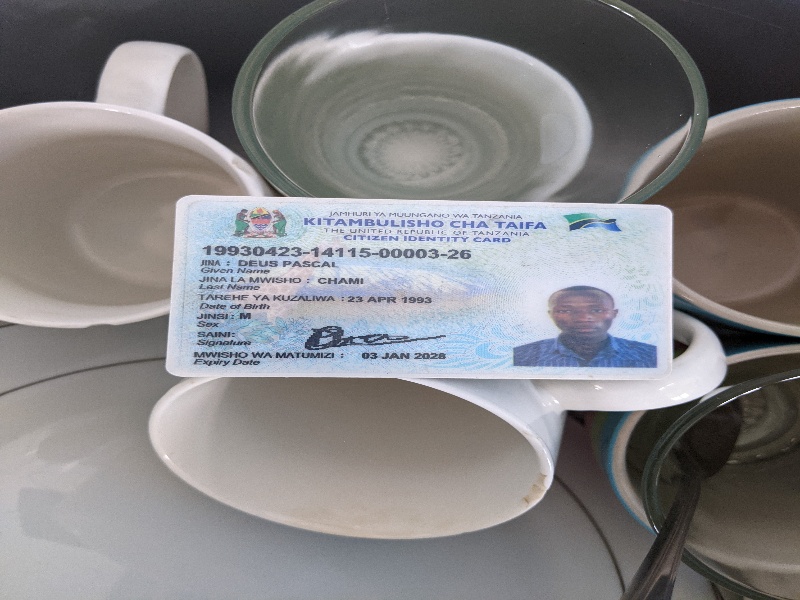 JAMHURI YA MUUNGANO WA TANZANIA
KITAMBULISHO CHA TAIFA
THE UNITED REPUBLIC OF TANZANIA
CITIZEN IDENTITY CARD
19930423-14115-00003-26
JINA : DEUS PASCAL
Given Name
JINA LA MWISHO : CHAMI
Last Name
TAREHE YA KUZALIWA : 23 APR 1993
Date of Birth
JINSI : M
Sex
SAINI:
Signature
MWISHO WA MATUMIZI : 03 JAN 2028
Expiry Date